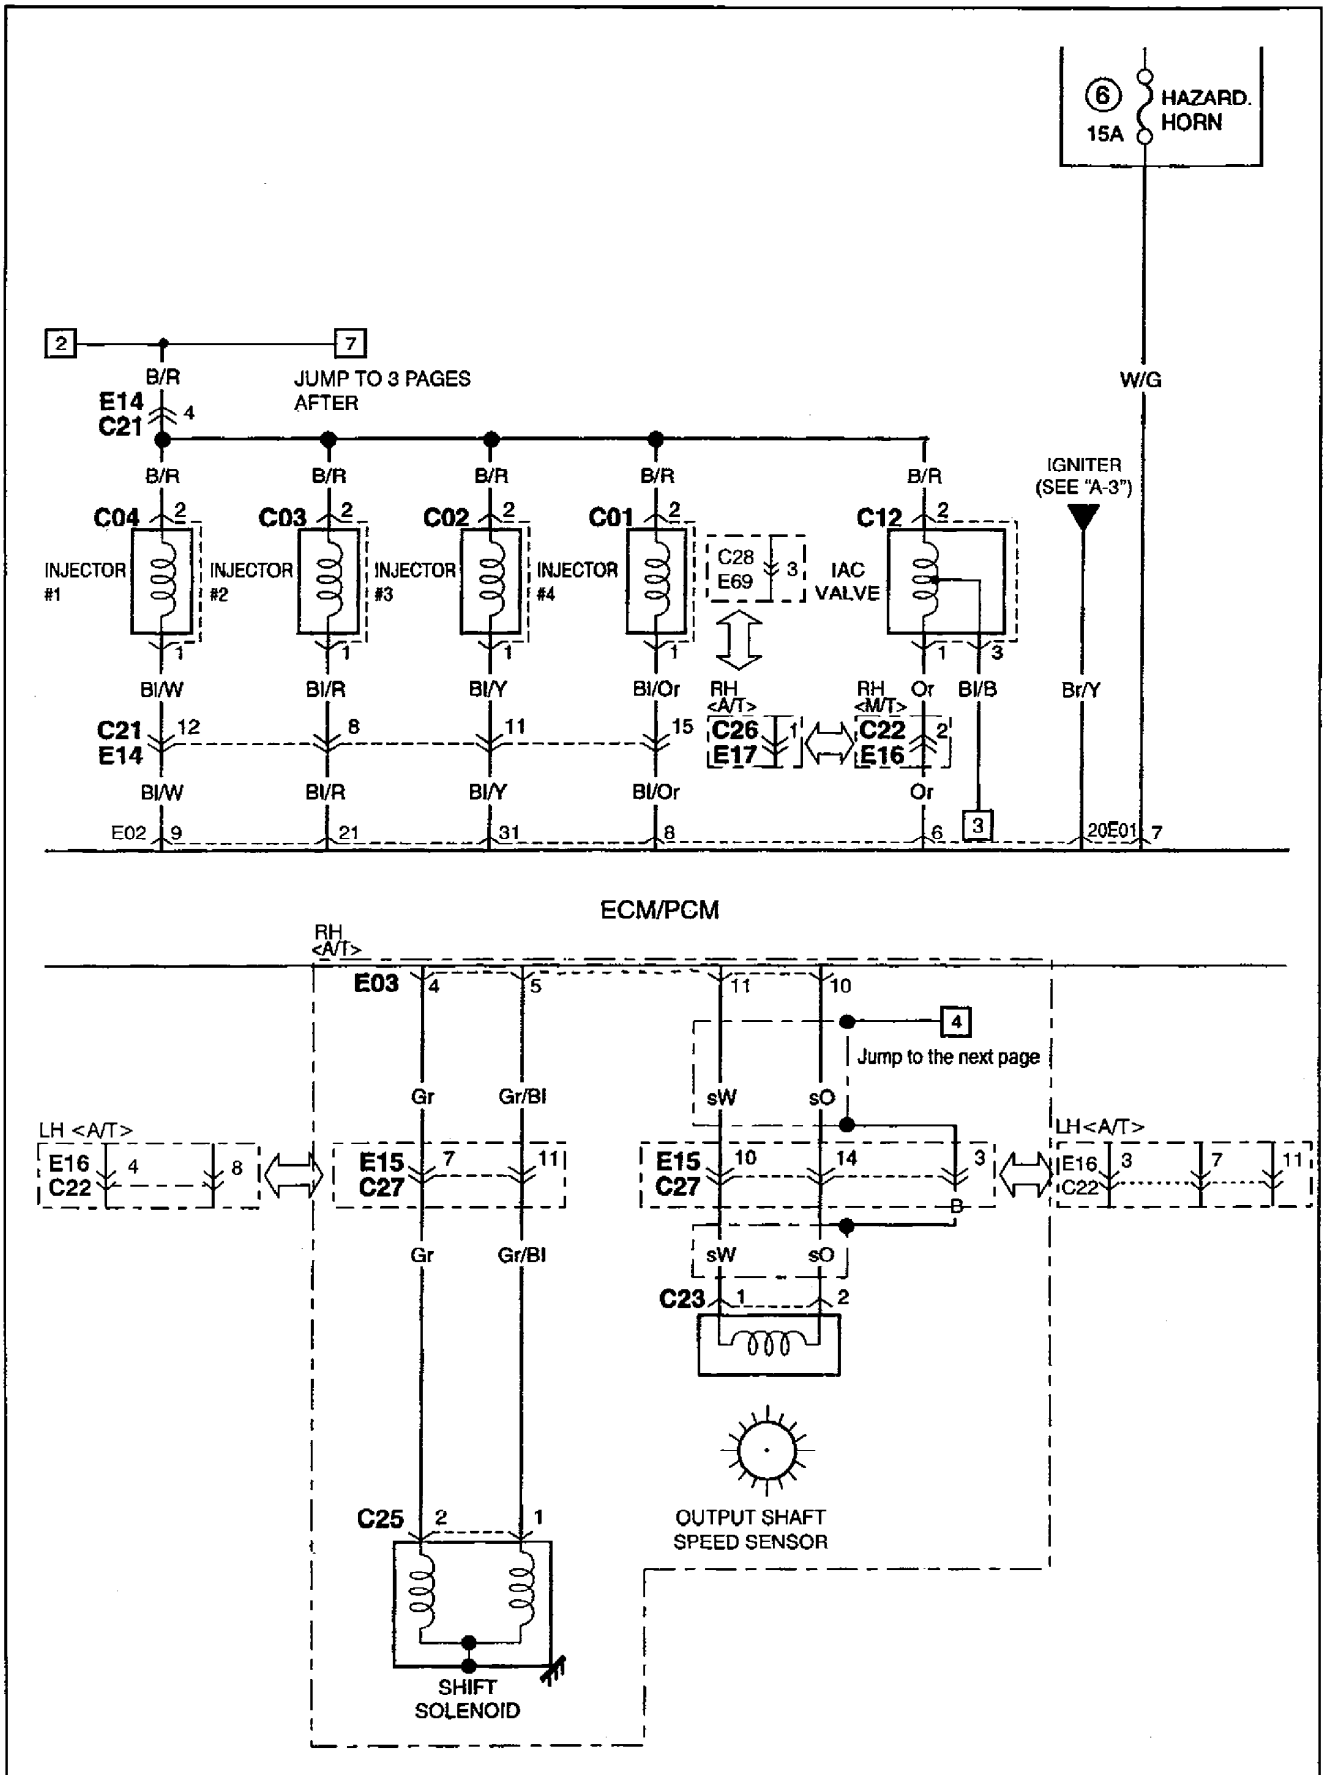 6 HAZARD.
15A HORN
2 7
B/R JUMP TO 3 PAGES
AFTER
W/G
E14
C21 4
B/R B/R B/R B/R B/R
IGNITER
(SEE "A-3")
C04 2 C03 2 C02 2 C01 2 C12 2
INJECTOR
#1
INJECTOR
#2
INJECTOR
#3
INJECTOR
#4
C28
E69 3
IAC
VALVE
1 1 1 1 1 3
Bl/W Bl/R Bl/Y Bl/Or
RH
<A/T>
RH
<M/T>
Or Bl/B Br/Y
C21
E14
12 8 11 15
C26
E17 1
C22
E16 2
Bl/W Bl/R Bl/Y Bl/Or Or
3
E02 9 21 31 8 6 20 E01 7
ECM/PCM
RH
<A/T>
E03 4 5 11 10
4
Jump to the next page
Gr Gr/Bl sW sO
LH <A/T>
E16
C22 4 8
E15
C27 7 11
E15
C27 10 14 3
LH<A/T>
E16
C22 3 7 11
B
Gr Gr/Bl sW sO
C23 1 2
OUTPUT SHAFT
SPEED SENSOR
C25 2 1
SHIFT
SOLENOID